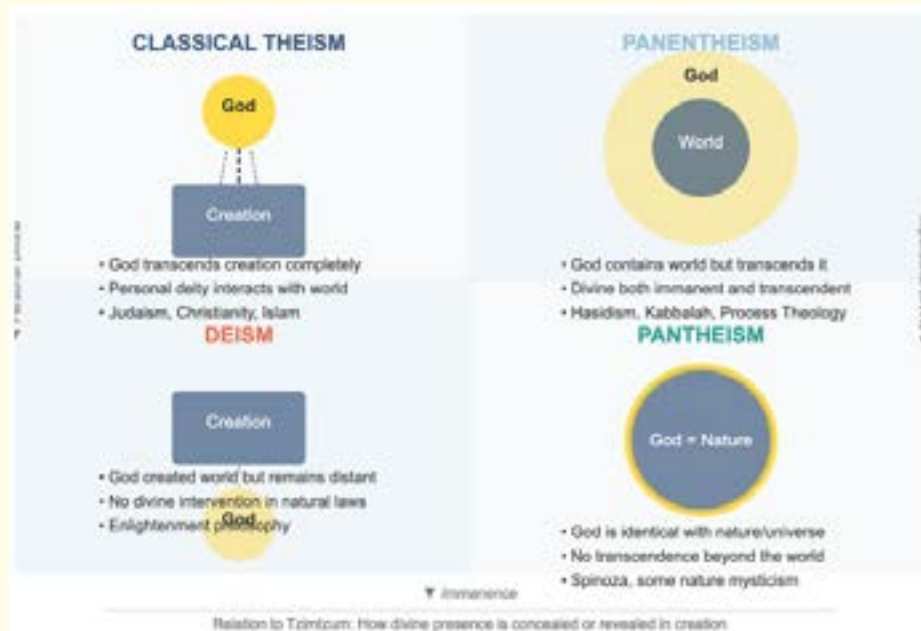 CLASSICAL THEISM
God
Creation
• God transcends creation completely
• Personal deity interacts with world
• Judaism, Christianity, Islam
PANENTHEISM
God
World
• God contains world but transcends it
• Divine both immanent and transcendent
• Hasidism, Kabbalah, Process Theology
DEISM
Creation
• God created world but remains distant
• No divine intervention in natural laws
• Enlightenment philosophy
God
PANTHEISM
God = Nature
• God is identical with nature/universe
• No transcendence beyond the world
• Spinoza, some nature mysticism
▼ Immanence
Relation to Tzimtzum: How divine presence is concealed or revealed in creation